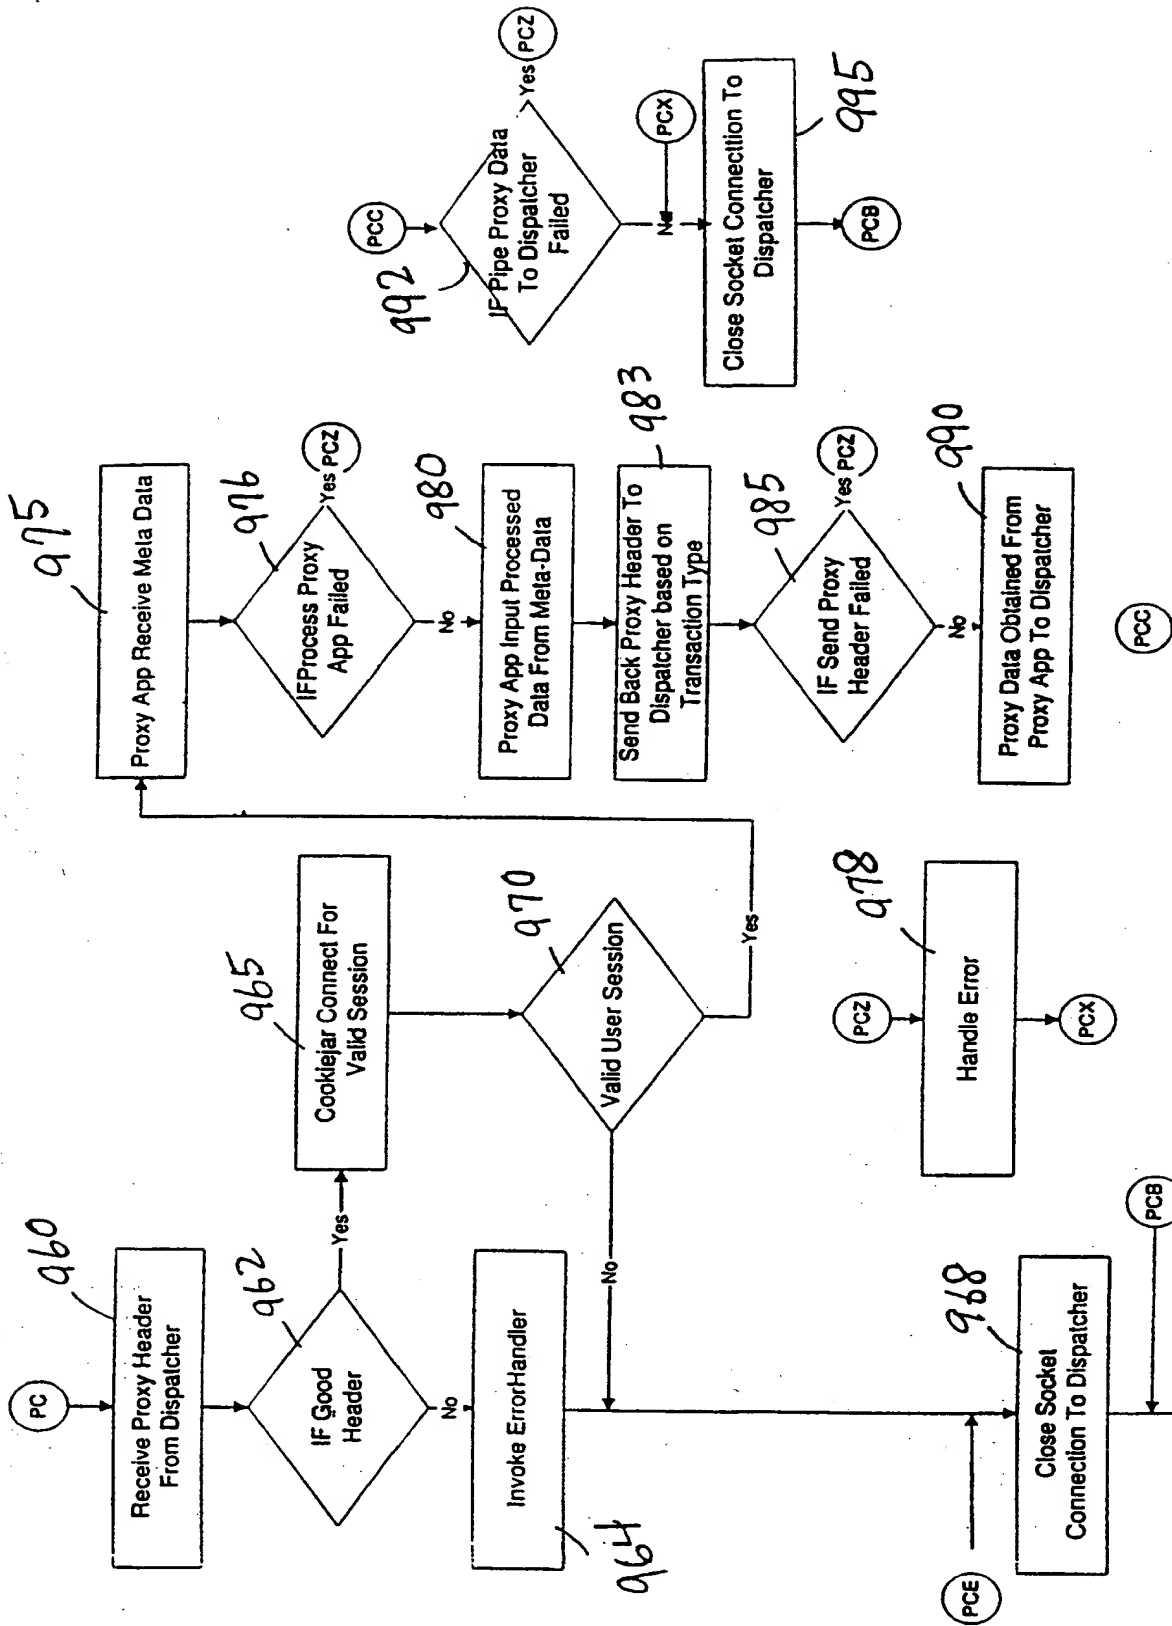 PC
960
Receive Proxy Header
From Dispatcher
962
IF Good
Header
Yes
No
Invoke ErrorHandler
964
965
Cookiejar Connect For
Valid Session
970
Valid User Session
No
Yes
PCE
968
Close Socket
Connection To Dispatcher
PCB
PCZ
978
Handle Error
PCX
975
Proxy App Receive Meta Data
976
IFProcess Proxy
App Failed
Yes
PCZ
No
980
Proxy App Input Processed
Data From Meta-Data
983
Send Back Proxy Header To
Dispatcher based on
Transaction Type
985
IF Send Proxy
Header Failed
Yes
PCZ
No
990
Proxy Data Obtained From
Proxy App To Dispatcher
PCC
PCC
992
IF Pipe Proxy Data
To Dispatcher
Failed
Yes
PCZ
No
PCX
Close Socket Connecttion To
Dispatcher
995
PCB